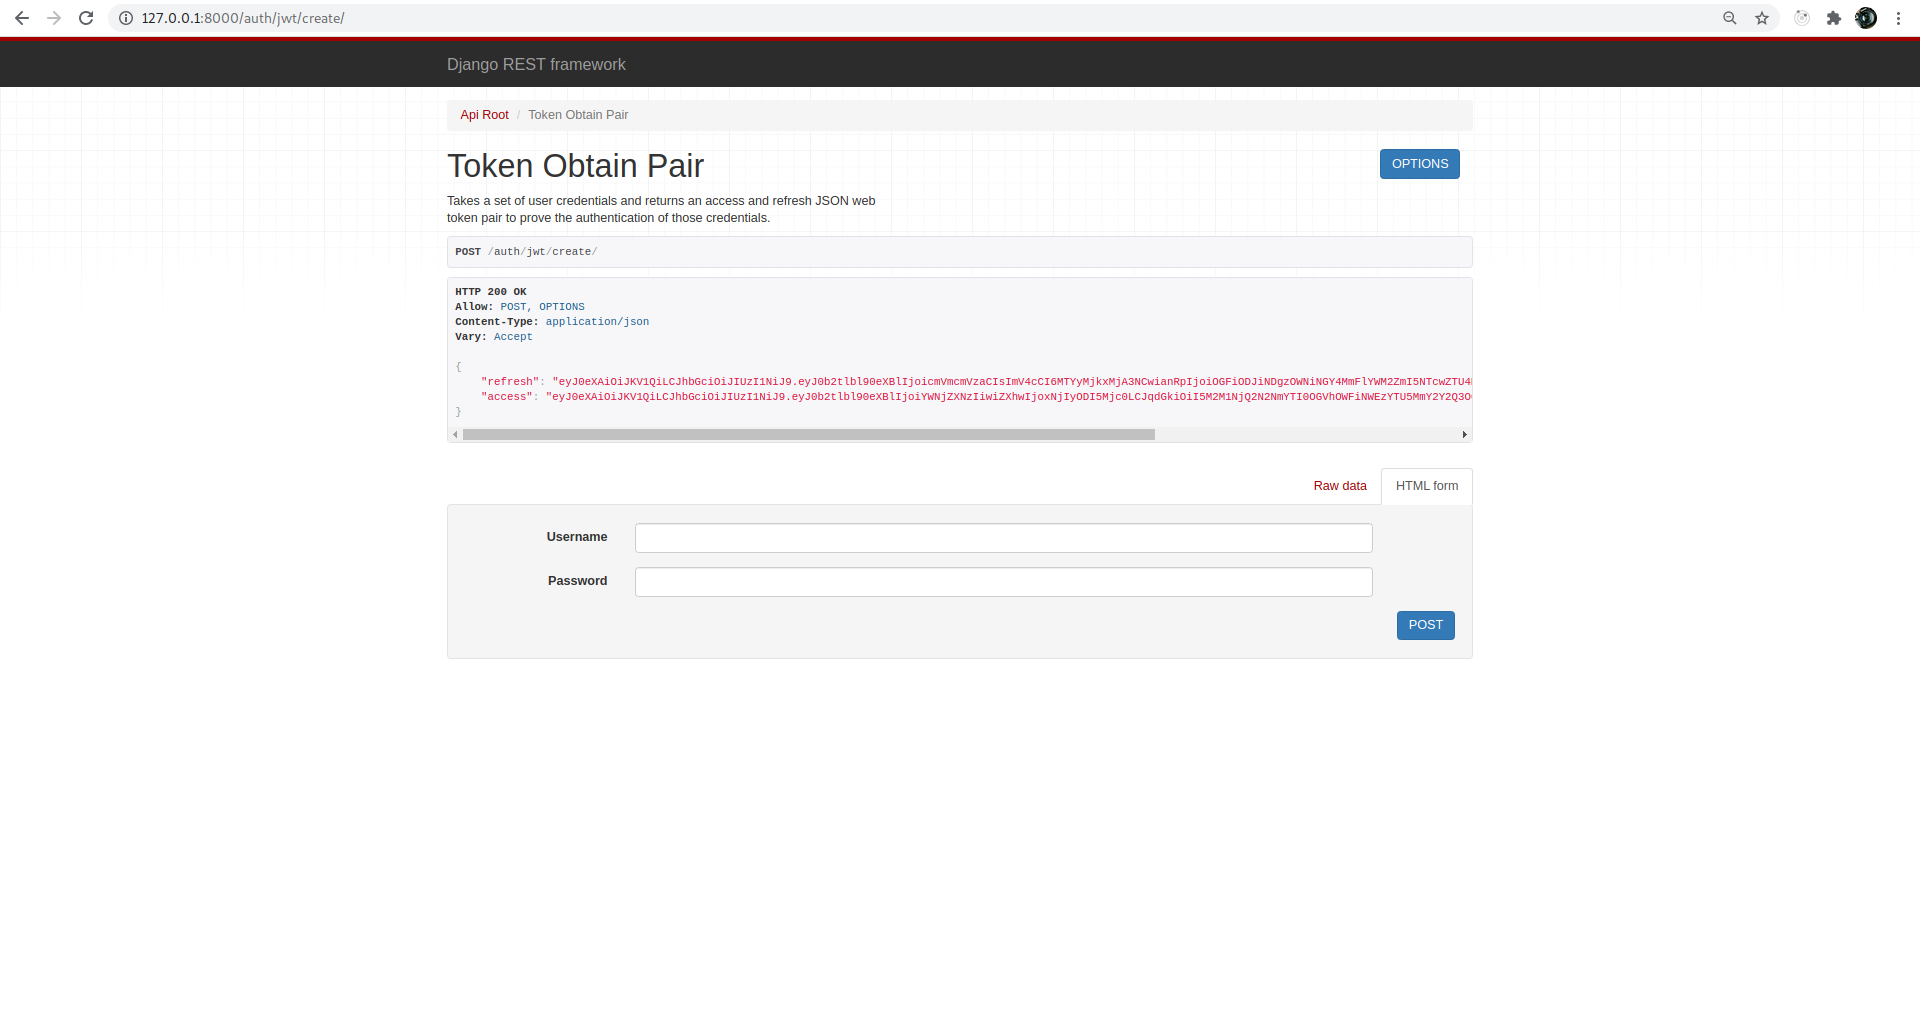 127.0.0.1:8000/auth/jwt/create/
Django REST framework
Api Root / Token Obtain Pair
Token Obtain Pair
OPTIONS
Takes a set of user credentials and returns an access and refresh JSON web
token pair to prove the authentication of those credentials.
POST /auth/jwt/create/
HTTP 200 OK
Allow: POST, OPTIONS
Content-Type: application/json
Vary: Accept
{
"refresh": "eyJ0eXAiOiJKV1QiLCJhbGciOiJIUzI1NiJ9.eyJ0b2tlbl90eXBlIjoicmVmcmVzaCIsImV4cCI6MTYyMjkxMjA3NCwianRpIjoiOGFiODJiNDgzOWNiNGY4MmFlYWM2ZmI5NTcwZTU4
"access": "eyJ0eXAiOiJKV1QiLCJhbGciOiJIUzI1NiJ9.eyJ0b2tlbl90eXBlIjoiYWNjZXNzIiwiZXhwIjoxNjIyODI5Mjc0LCJqdGkiOiI5M2M1NjQ2N2NmYTI0OGVhOWFiNWEzYTU5MmY2Y2Q3O
}
Raw data
HTML form
Username
Password
POST